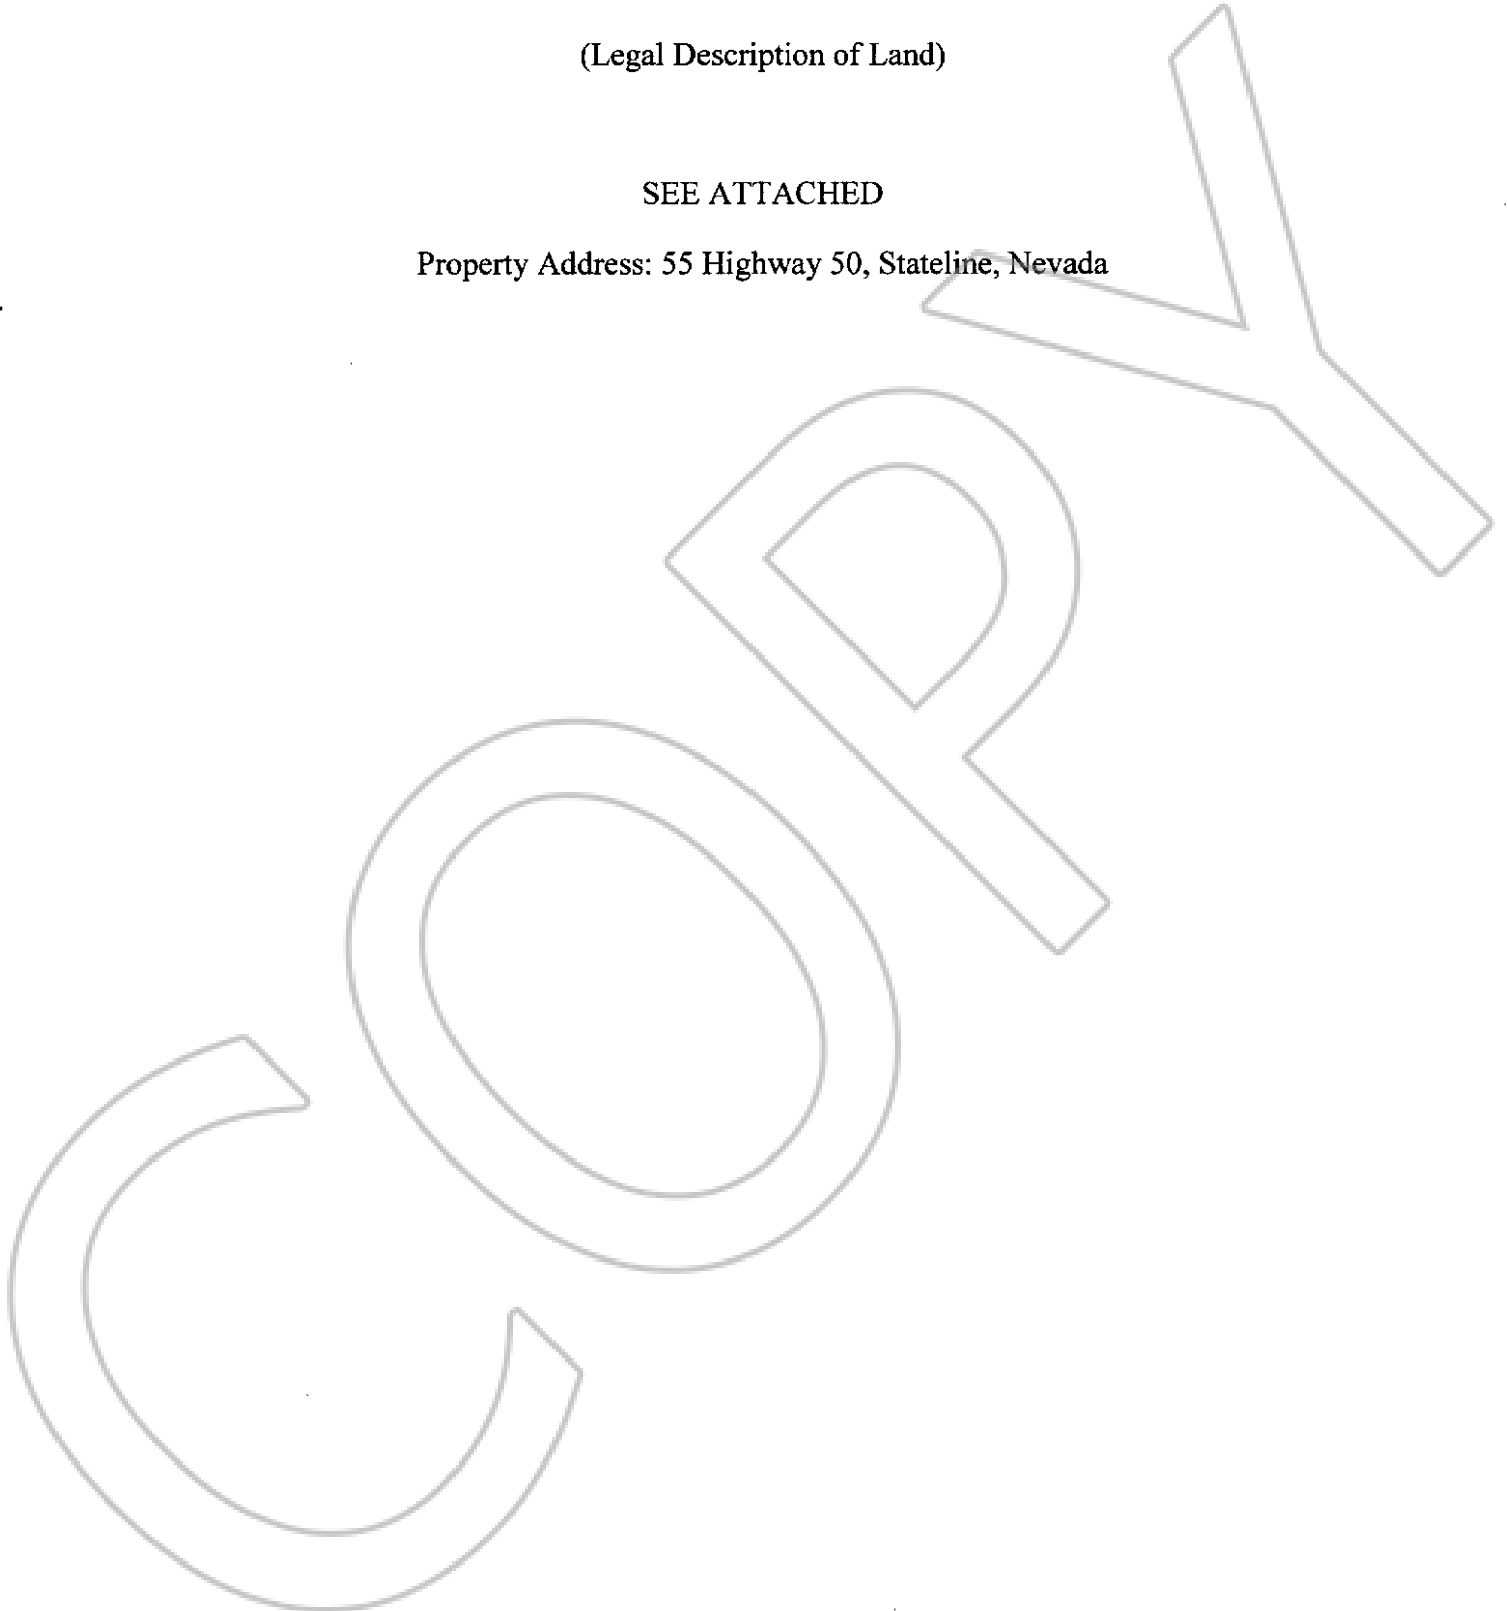 (Legal Description of Land)
SEE ATTACHED
Property Address: 55 Highway 50, Stateline, Nevada
COPY